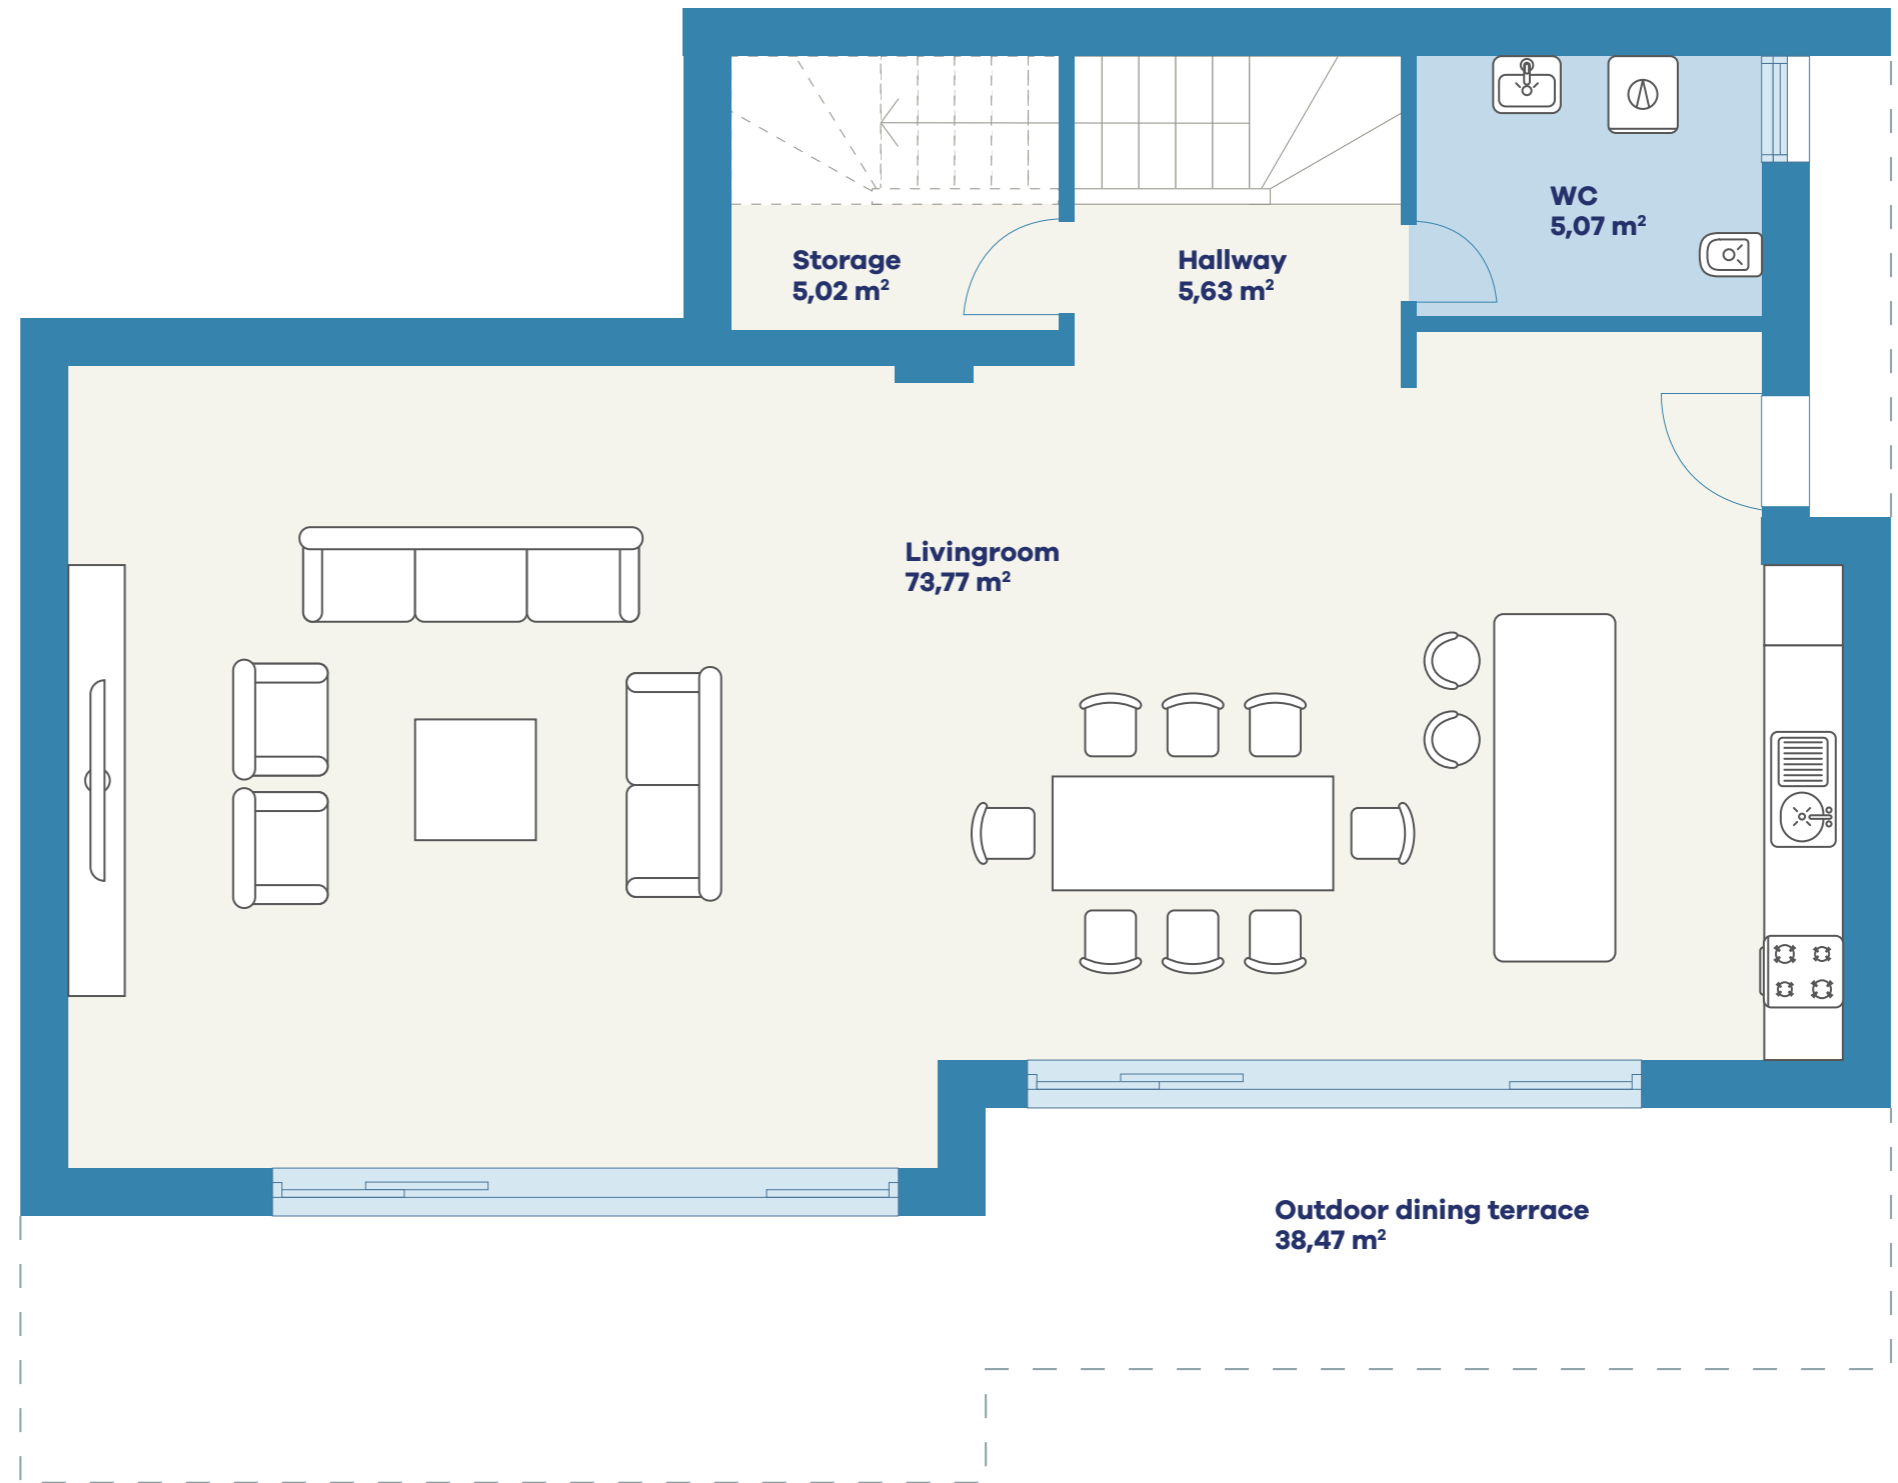 WC
5,07 m²
Storage
5,02 m²
Hallway
5,63 m²
Livingroom
73,77 m²
Outdoor dining terrace
38,47 m²